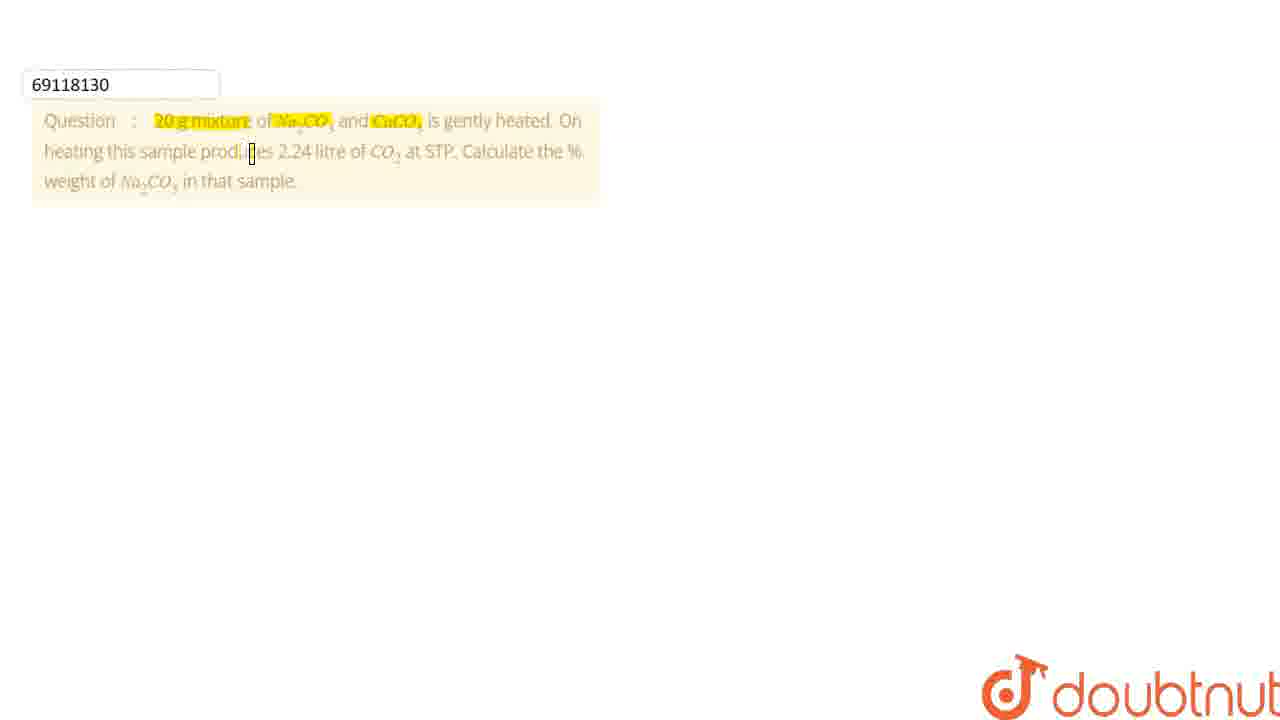 69118130
Question : 20 g mixture of Na₂CO₃ and CaCO₃ is gently heated. On
heating this sample produces 2.24 litre of CO₂ at STP. Calculate the %
weight of Na₂CO₃ in that sample.
doubtnut